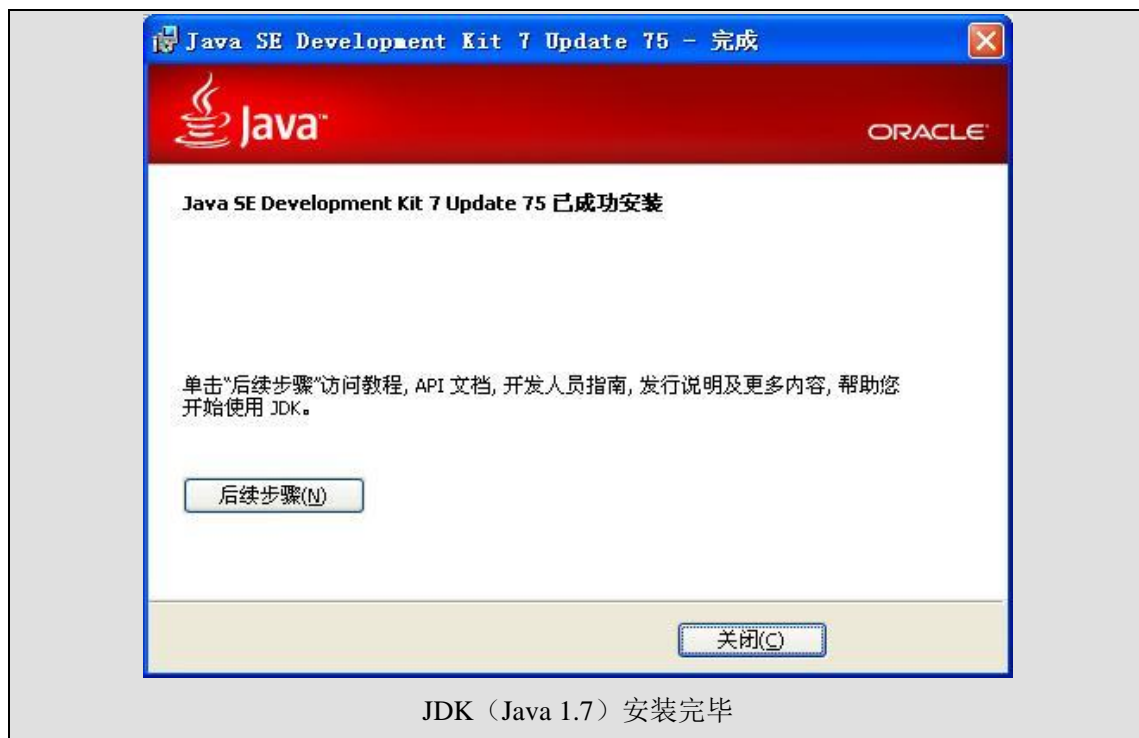 Java SE Development Kit 7 Update 75 - 完成
Java™
ORACLE
Java SE Development Kit 7 Update 75 已成功安装
单击"后续步骤"访问教程, API 文档, 开发人员指南, 发行说明及更多内容, 帮助您
开始使用 JDK。
后续步骤(N)
关闭(C)
JDK（Java 1.7）安装完毕